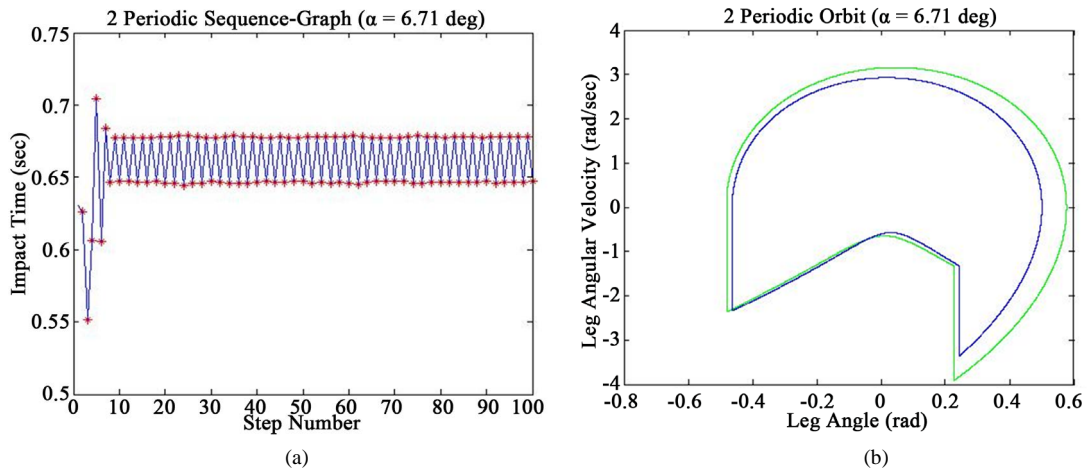 2 Periodic Sequence-Graph (α = 6.71 deg)
0.75
0.7
0.65
0.6
0.55
0.5
Impact Time (sec)
0 10 20 30 40 50 60 70 80 90 100
Step Number
(a)
2 Periodic Orbit (α = 6.71 deg)
4
3
2
1
0
-1
-2
-3
-4
Leg Angular Velocity (rad/sec)
-0.8 -0.6 -0.4 -0.2 0 0.2 0.4 0.6
Leg Angle (rad)
(b)